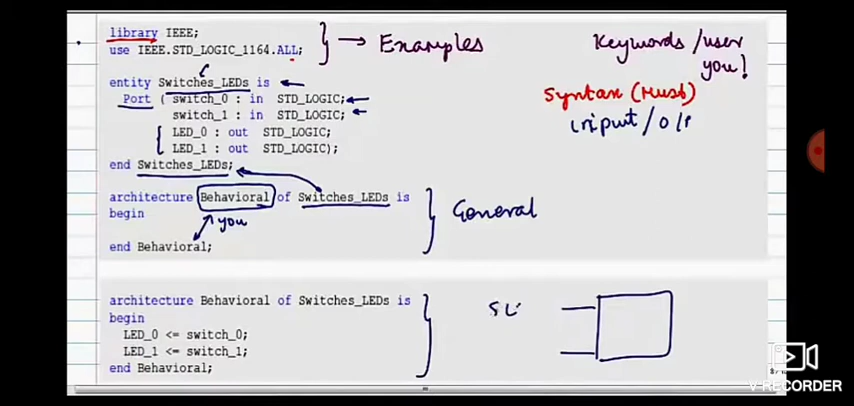 library IEEE;
use IEEE.STD_LOGIC_1164.ALL;
Examples
Keywords/user
you!
entity Switches_LEDs is
Port ( switch_0 : in STD_LOGIC;
switch_1 : in STD_LOGIC;
LED_0 : out STD_LOGIC;
LED_1 : out STD_LOGIC);
end Switches_LEDs;
Syntax (Must)
input/o/p
architecture Behavioral of Switches_LEDs is
begin
you
end Behavioral;
General
architecture Behavioral of Switches_LEDs is
begin
LED_0 <= switch_0;
LED_1 <= switch_1;
end Behavioral;
V RECORDER